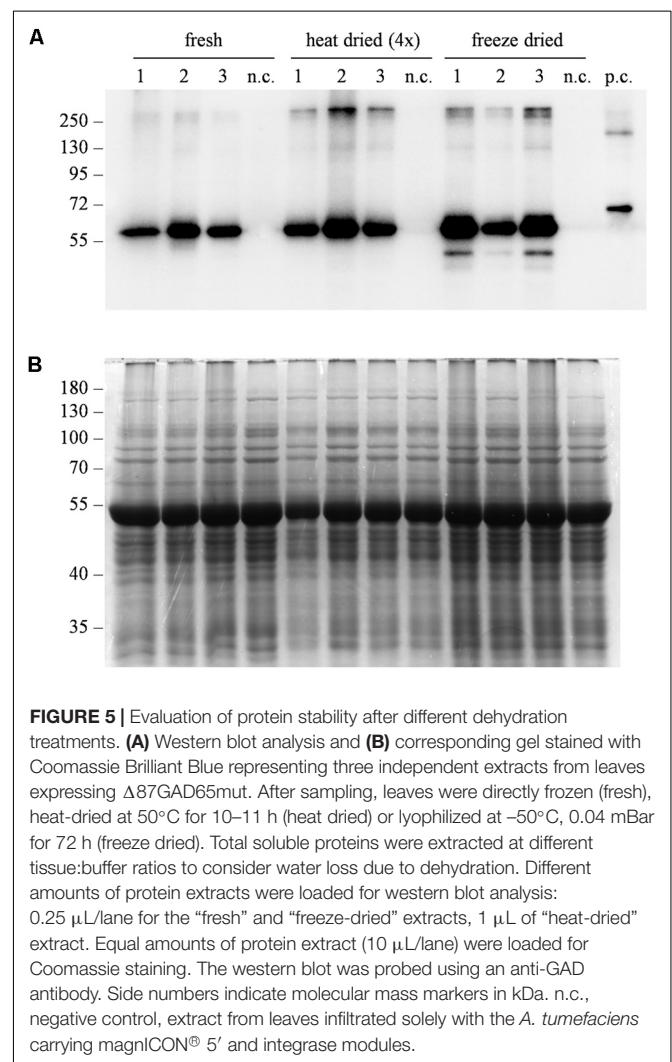 A
fresh heat dried (4x) freeze dried
1 2 3 n.c. 1 2 3 n.c. 1 2 3 n.c. p.c.
250 –
130 –
95 –
72 –
55 –
B
180 –
130 –
100 –
70 –
55 –
40 –
35 –
FIGURE 5 | Evaluation of protein stability after different dehydration
treatments. (A) Western blot analysis and (B) corresponding gel stained with
Coomassie Brilliant Blue representing three independent extracts from leaves
expressing Δ87GAD65mut. After sampling, leaves were directly frozen (fresh),
heat-dried at 50°C for 10–11 h (heat dried) or lyophilized at –50°C, 0.04 mBar
for 72 h (freeze dried). Total soluble proteins were extracted at different
tissue:buffer ratios to consider water loss due to dehydration. Different
amounts of protein extracts were loaded for western blot analysis:
0.25 μL/lane for the “fresh” and “freeze-dried” extracts, 1 μL of “heat-dried”
extract. Equal amounts of protein extract (10 μL/lane) were loaded for
Coomassie staining. The western blot was probed using an anti-GAD
antibody. Side numbers indicate molecular mass markers in kDa. n.c.,
negative control, extract from leaves infiltrated solely with the A. tumefaciens
carrying magnICON® 5′ and integrase modules.